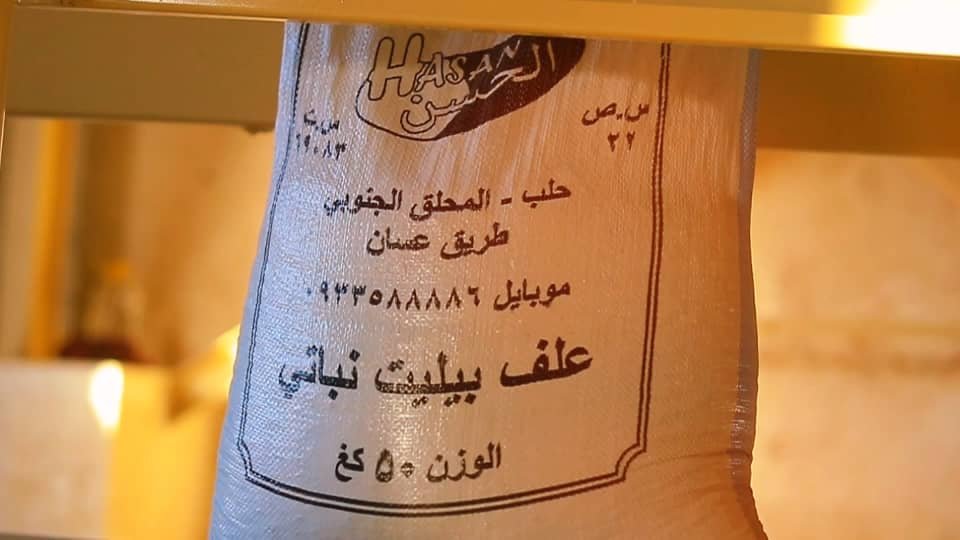 HASAN
الحسن
س.ص س.ت
٢٢ ١٩٠٨٣
حلب - المحلق الجنوبي
طريق عسان
موبايل ٠٩٣٣٥٨٨٨٨٦
علف بيليت نباتي
الوزن ٥٠ كغ